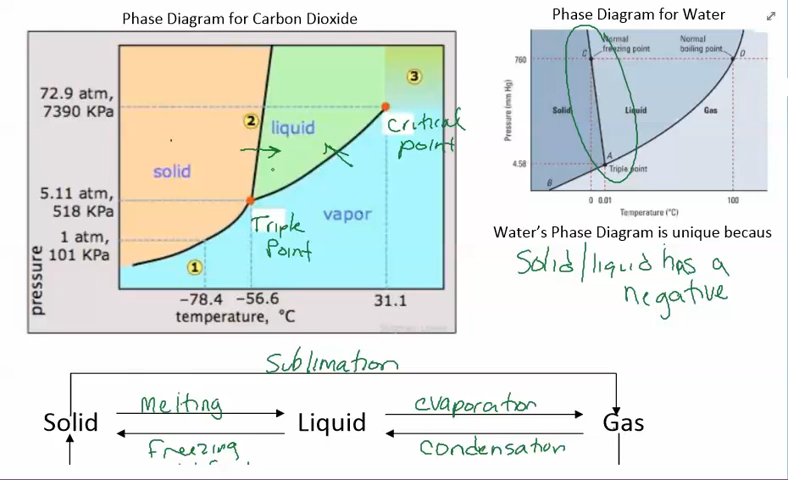 Phase Diagram for Carbon Dioxide
72.9 atm,
7390 KPa
5.11 atm,
518 KPa
1 atm,
101 KPa
pressure
solid
liquid
vapor
1
2
3
Critical
point
Triple
Point
-78.4 -56.6 31.1
temperature, °C
Phase Diagram for Water
Pressure (mm Hg)
760
4.58
Normal
freezing point
Normal
boiling point
C
D
Solid
Liquid
Gas
A
Triple point
B
0 0.01 100
Temperature (°C)
Water's Phase Diagram is unique becaus
Solid/liquid has a
negative
Sublimation
Solid
Melting
Freezing
Liquid
evaporation
Condensation
Gas